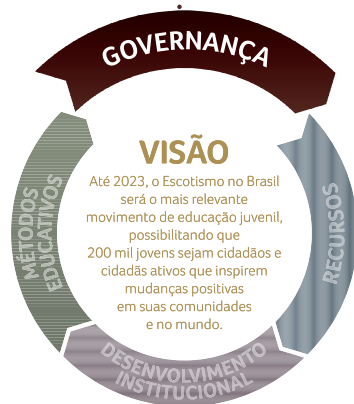 GOVERNANÇA
VISÃO
Até 2023, o Escotismo no Brasil
será o mais relevante
movimento de educação juvenil,
possibilitando que
200 mil jovens sejam cidadãos e
cidadãs ativos que inspirem
mudanças positivas
em suas comunidades
e no mundo.
MÉTODOS
EDUCATIVOS
RECURSOS
DESENVOLVIMENTO
INSTITUCIONAL